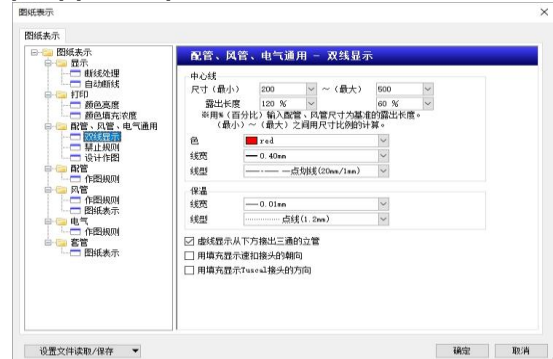 图纸表示
图纸表示
图纸表示
显示
断线处理
自动断线
打印
颜色亮度
颜色填充浓度
配管、风管、电气通用
双线显示
禁止规则
设计作图
配管
作图规则
风管
作图规则
图纸表示
电气
作图规则
套管
图纸表示
配管、风管、电气通用 - 双线显示
中心线
尺寸（最小） 200 ～（最大） 500
露出长度 120 % 60 %
※用%（百分比）输入配管、风管尺寸为基准的露出长度。
（最小）～（最大）之间用尺寸比例的计算。
色 red
线宽 0.40mm
线型 点划线(20mm/1mm)
保温
线宽 0.01mm
线型 点线(1.2mm)
虚线显示从下方接出三通的立管
用填充显示速扣接头的朝向
用填充显示Tuscal接头的方向
设置文件读取/保存
确定 取消